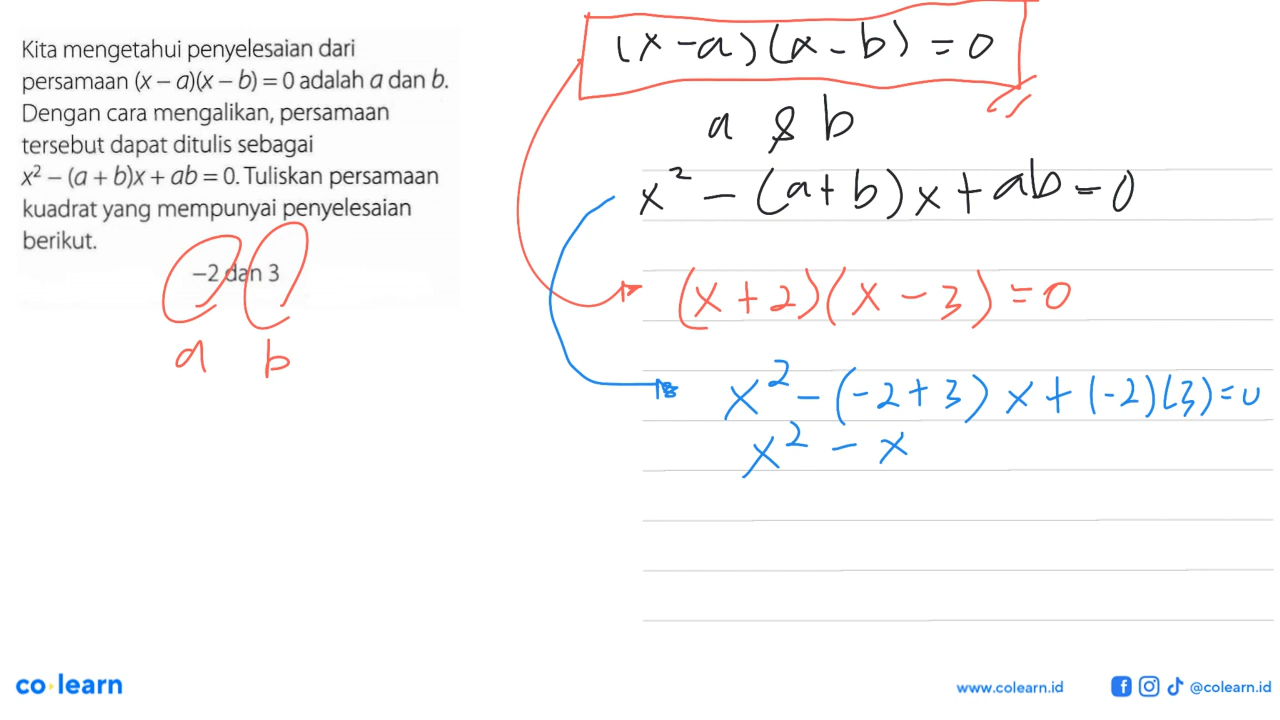 Kita mengetahui penyelesaian dari
persamaan (x – a)(x – b) = 0 adalah a dan b.
Dengan cara mengalikan, persamaan
tersebut dapat ditulis sebagai
x² – (a + b)x + ab = 0. Tuliskan persamaan
kuadrat yang mempunyai penyelesaian
berikut.
–2 dan 3
a b
(x - a)(x - b) = 0
a & b
x² - (a+b)x + ab = 0
(x+2)(x-3) = 0
x² - (-2+3)x + (-2)(3) = 0
x² - x
co learn
www.colearn.id
@colearn.id